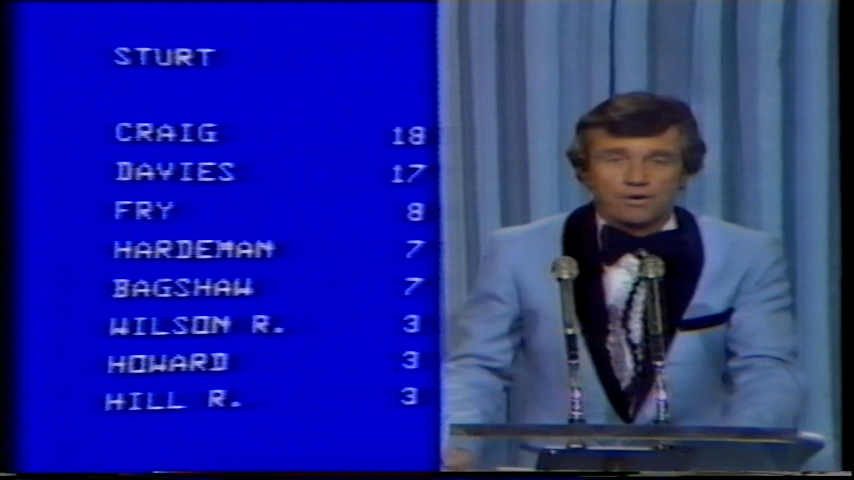 STURT
CRAIG 18
DAVIES 17
FRY 8
HARDEMAN 7
BAGSHAW 7
WILSON R. 3
HOWARD 3
HILL R. 3